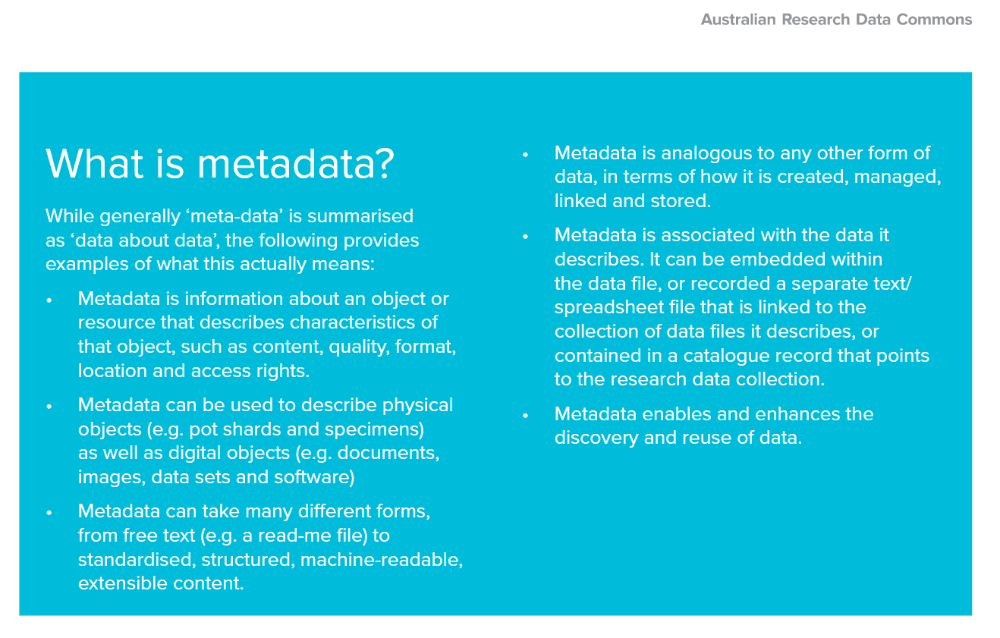 Australian Research Data Commons
What is metadata?
While generally ‘meta-data’ is summarised
as ‘data about data’, the following provides
examples of what this actually means:
• Metadata is information about an object or
resource that describes characteristics of
that object, such as content, quality, format,
location and access rights.
• Metadata can be used to describe physical
objects (e.g. pot shards and specimens)
as well as digital objects (e.g. documents,
images, data sets and software)
• Metadata can take many different forms,
from free text (e.g. a read-me file) to
standardised, structured, machine-readable,
extensible content.
• Metadata is analogous to any other form of
data, in terms of how it is created, managed,
linked and stored.
• Metadata is associated with the data it
describes. It can be embedded within
the data file, or recorded a separate text/
spreadsheet file that is linked to the
collection of data files it describes, or
contained in a catalogue record that points
to the research data collection.
• Metadata enables and enhances the
discovery and reuse of data.